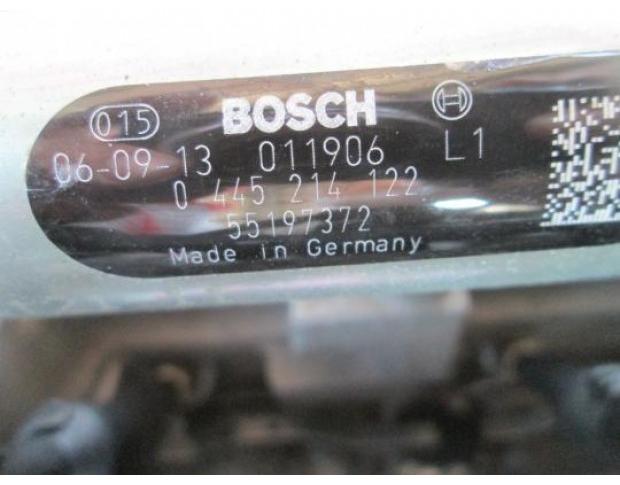 015 BOSCH
06-09-13 011906 L1
0 445 214 122
55197372
Made in Germany